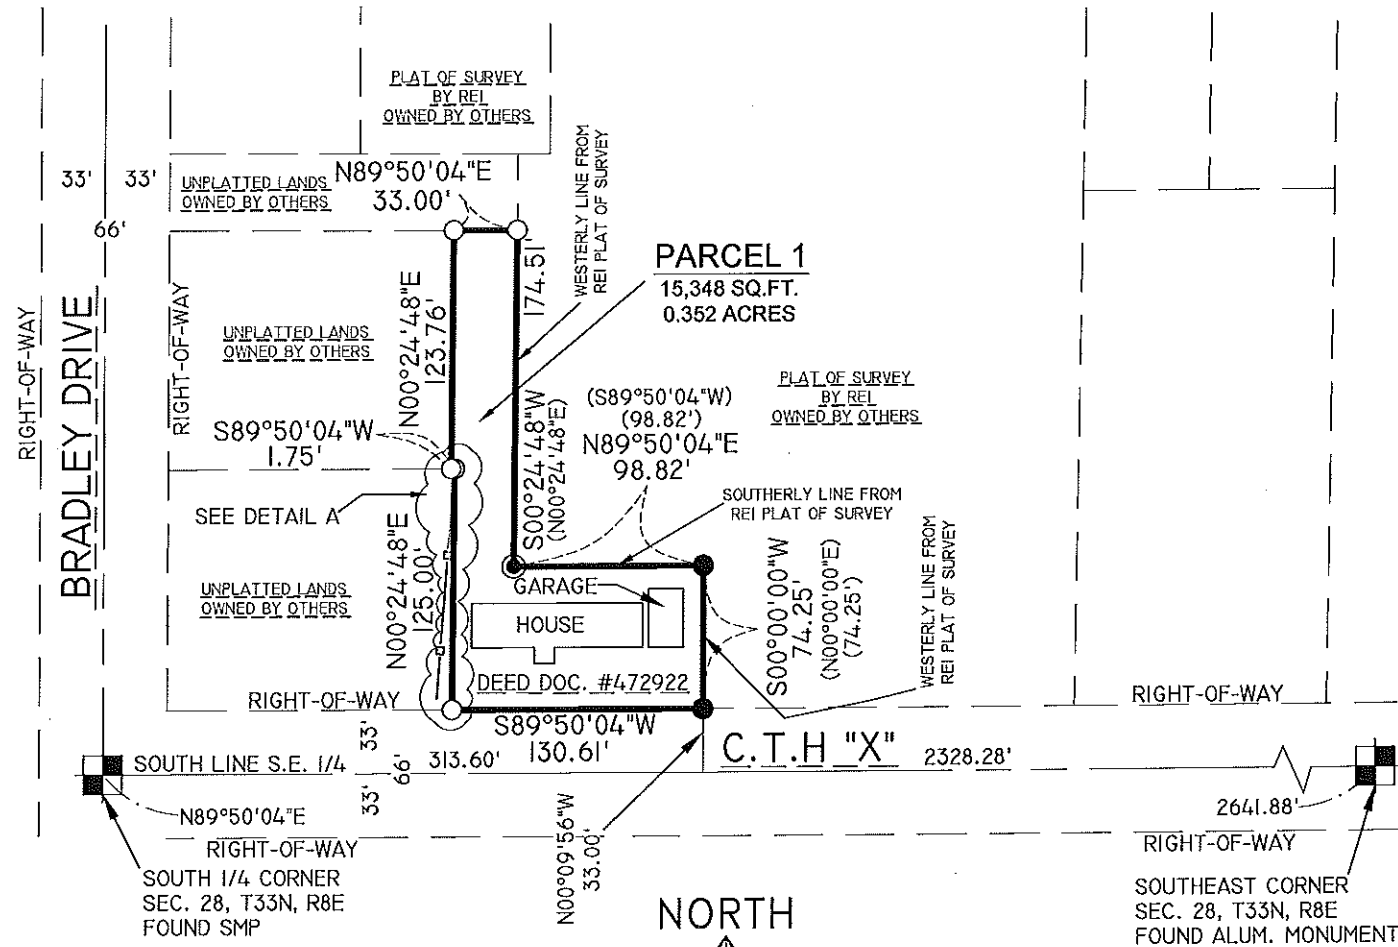 PLAT OF SURVEY
BY REI
OWNED BY OTHERS
33'
33'
66'
UNPLATTED LANDS
OWNED BY OTHERS
N89°50'04"E
33.00'
WESTERLY LINE FROM
REI PLAT OF SURVEY
174.51'
PARCEL 1
15,348 SQ.FT.
0.352 ACRES
RIGHT-OF-WAY
BRADLEY DRIVE
RIGHT-OF-WAY
UNPLATTED LANDS
OWNED BY OTHERS
N00°24'48"E
123.76'
S89°50'04"W
1.75'
S00°24'48"W
(N00°24'48"E)
(S89°50'04"W)
(98.82')
N89°50'04"E
98.82'
PLAT OF SURVEY
BY REI
OWNED BY OTHERS
SOUTHERLY LINE FROM
REI PLAT OF SURVEY
SEE DETAIL A
N00°24'48"E
125.00'
UNPLATTED LANDS
OWNED BY OTHERS
GARAGE
HOUSE
DEED DOC. #472922
S00°00'00"W
74.25'
(N00°00'00"E)
(74.25')
WESTERLY LINE FROM
REI PLAT OF SURVEY
RIGHT-OF-WAY
S89°50'04"W
130.61'
RIGHT-OF-WAY
33'
66'
33'
313.60'
C.T.H "X"
2328.28'
SOUTH LINE S.E. 1/4
N89°50'04"E
2641.88'
RIGHT-OF-WAY
RIGHT-OF-WAY
N00°09'56"W
33.00'
SOUTH 1/4 CORNER
SEC. 28, T33N, R8E
FOUND SMP
NORTH
SOUTHEAST CORNER
SEC. 28, T33N, R8E
FOUND ALUM. MONUMENT